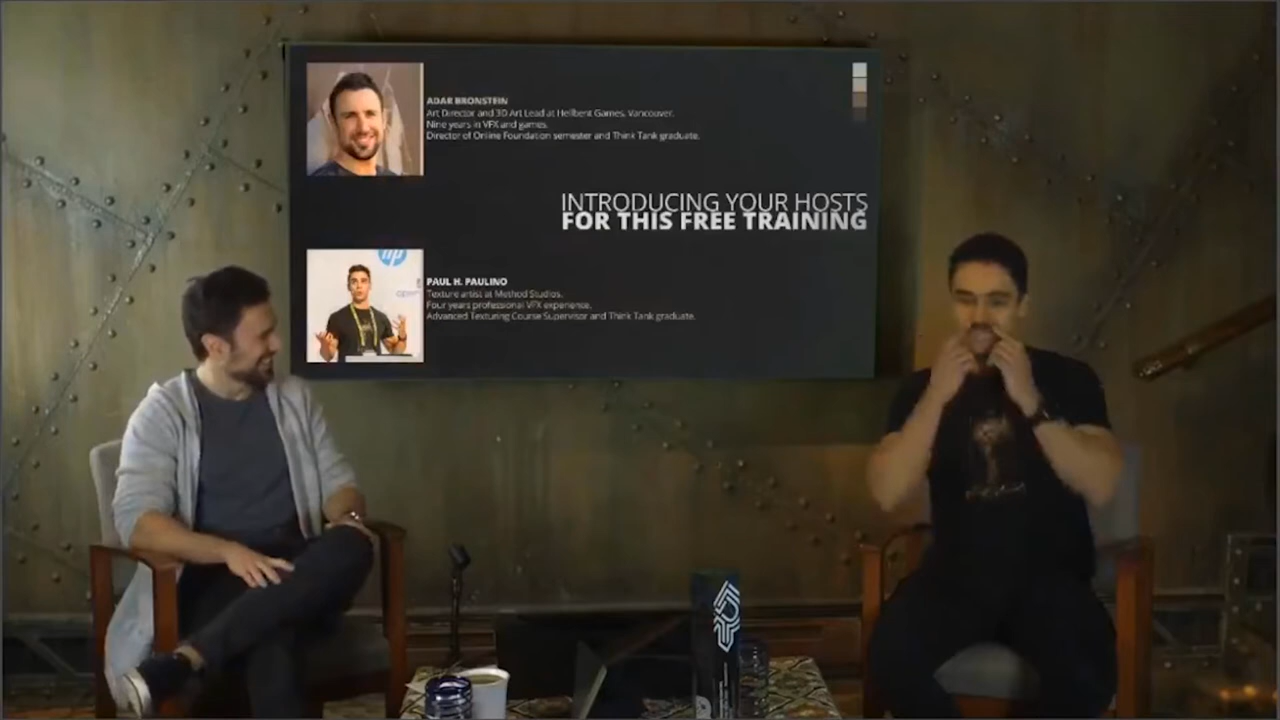 ADAR BRONSTEIN
Art Director and 3D Art Lead at Hellbent Games, Vancouver.
Nine years in VFX and games.
Director of Online Foundation semester and Think Tank graduate.
INTRODUCING YOUR HOSTS
FOR THIS FREE TRAINING
hp
PAUL H. PAULINO
Texture artist at Method Studios.
Four years professional VFX experience.
Advanced Texturing Course Supervisor and Think Tank graduate.